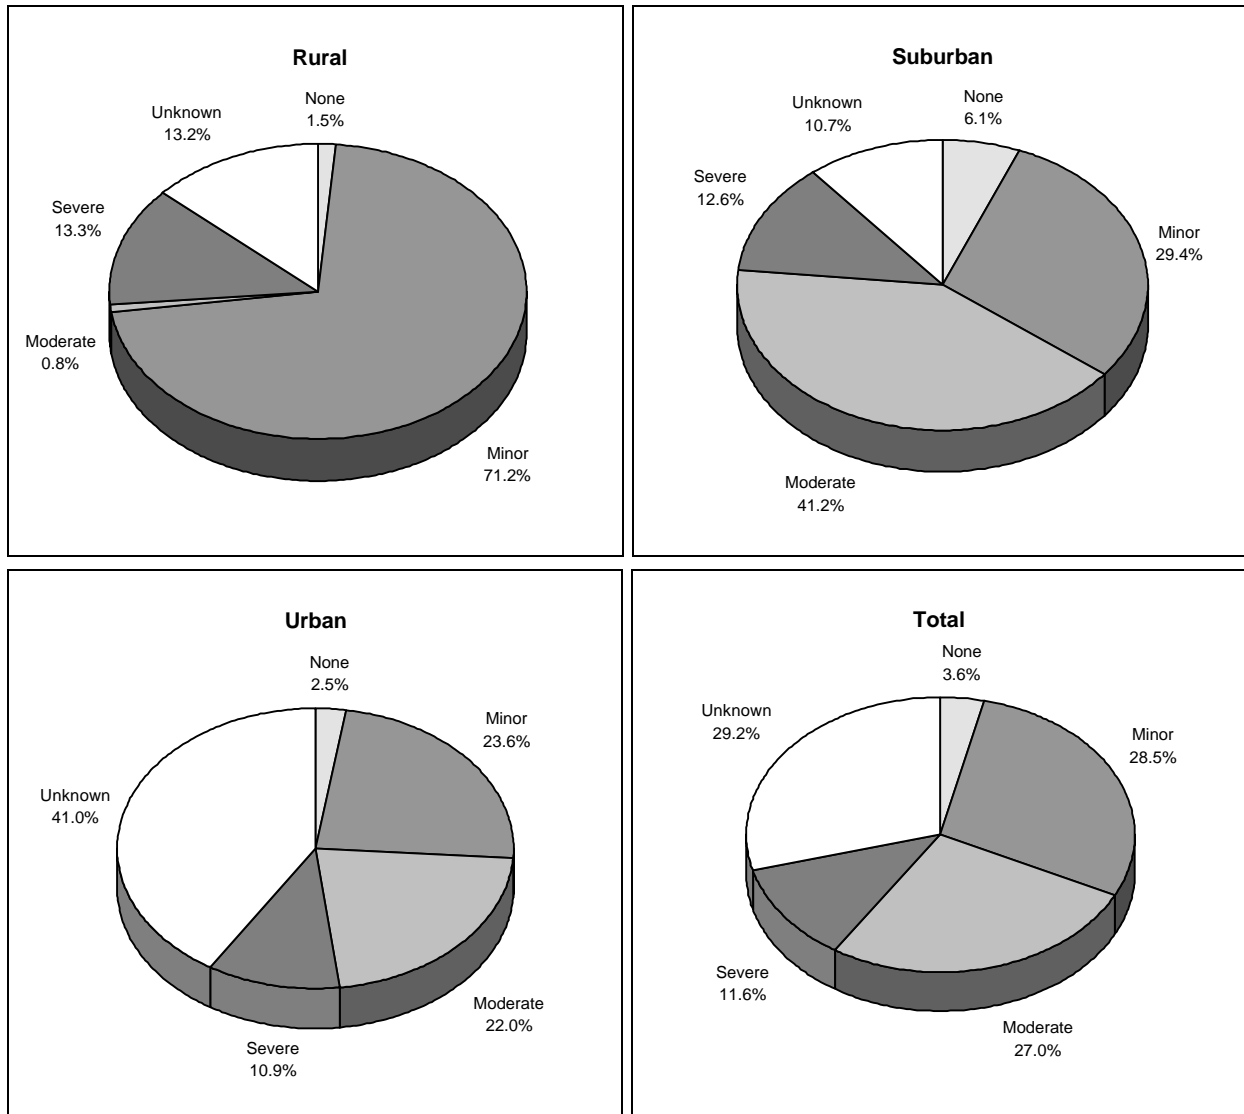 Rural
None
1.5%
Unknown
13.2%
Severe
13.3%
Moderate
0.8%
Minor
71.2%
Suburban
None
6.1%
Unknown
10.7%
Severe
12.6%
Minor
29.4%
Moderate
41.2%
Urban
None
2.5%
Minor
23.6%
Unknown
41.0%
Moderate
22.0%
Severe
10.9%
Total
None
3.6%
Unknown
29.2%
Minor
28.5%
Severe
11.6%
Moderate
27.0%